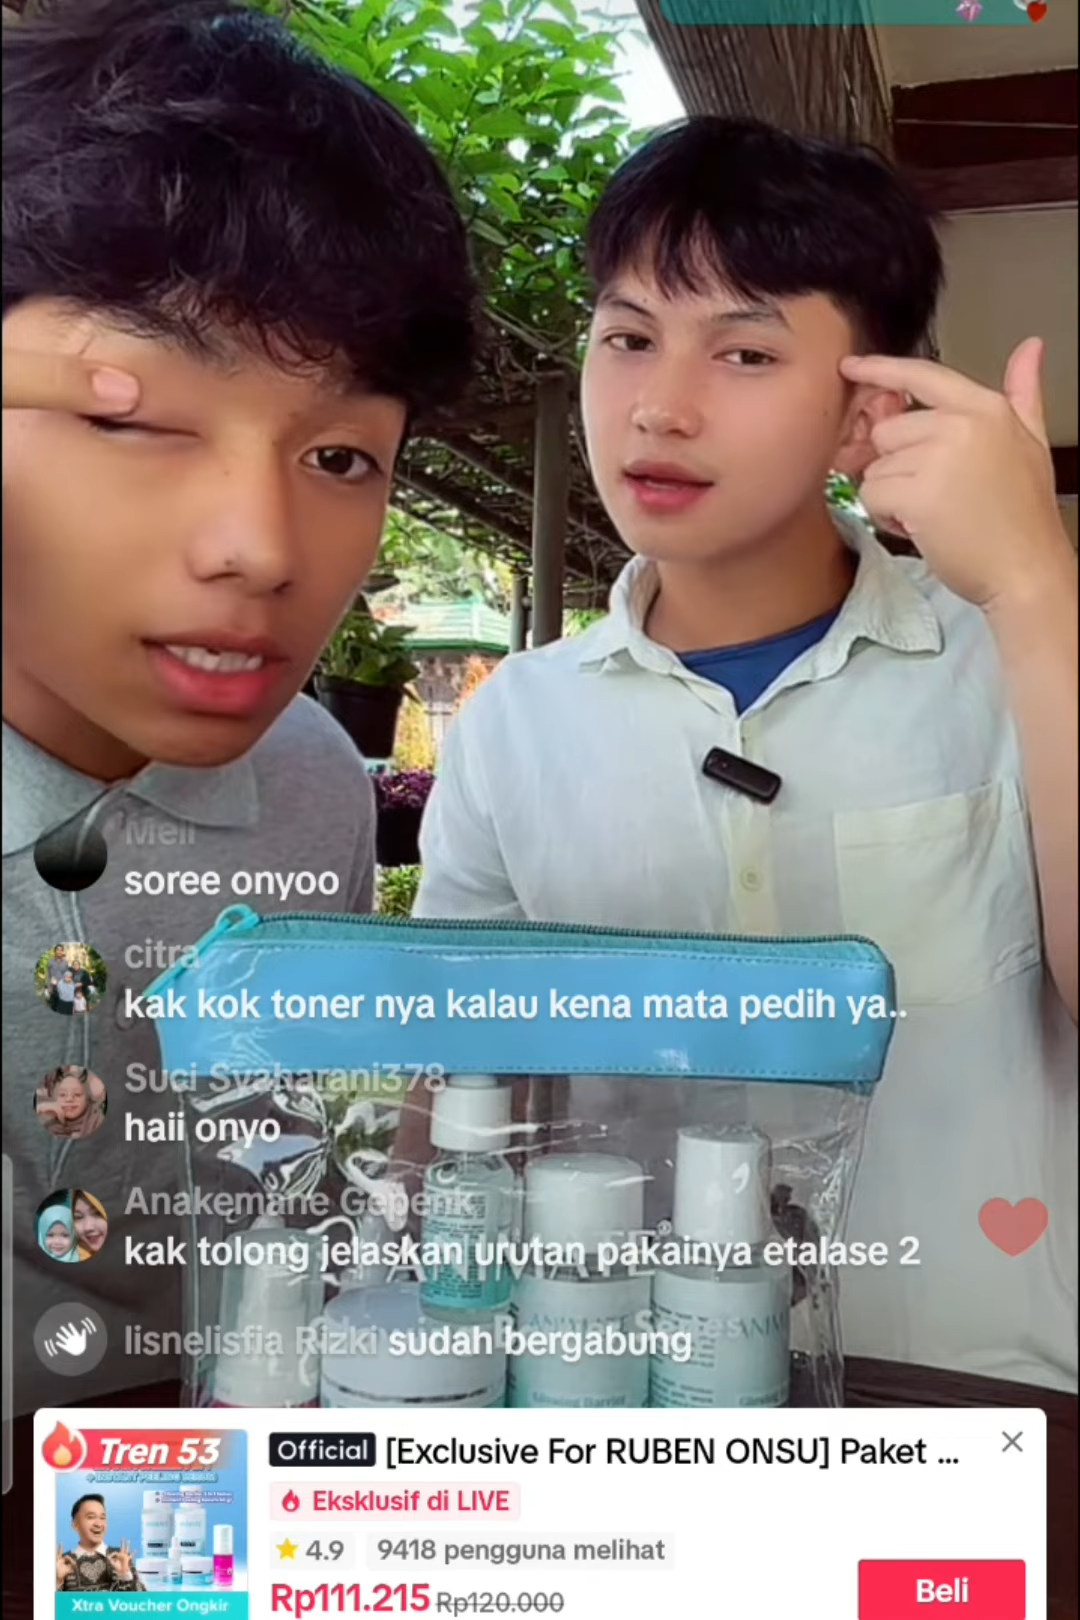 Meli
soree onyoo
citra
kak kok toner nya kalau kena mata pedih ya..
Suci Syaharani378
haii onyo
Anakemane Gepenk
kak tolong jelaskan urutan pakainya etalase 2
lisnelisfia Rizki sudah bergabung
Tren 53
Xtra Voucher Ongkir
Official [Exclusive For RUBEN ONSU] Paket ...
Eksklusif di LIVE
4.9 9418 pengguna melihat
Rp111.215 Rp120.000
Beli